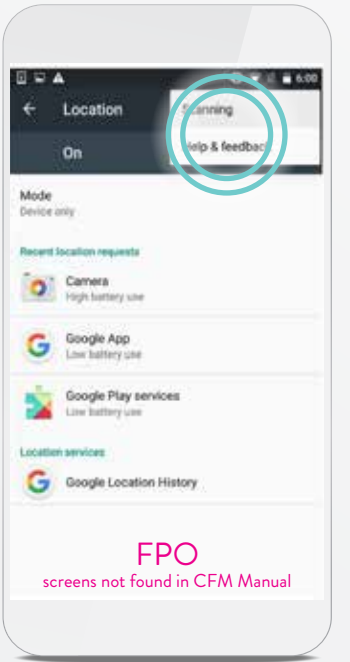 6:00
Location
Scanning
On
Help & feedback
Mode
Device only
Recent location requests
Camera
High battery use
Google App
Low battery use
Google Play services
Low battery use
Location services
Google Location History
FPO
screens not found in CFM Manual